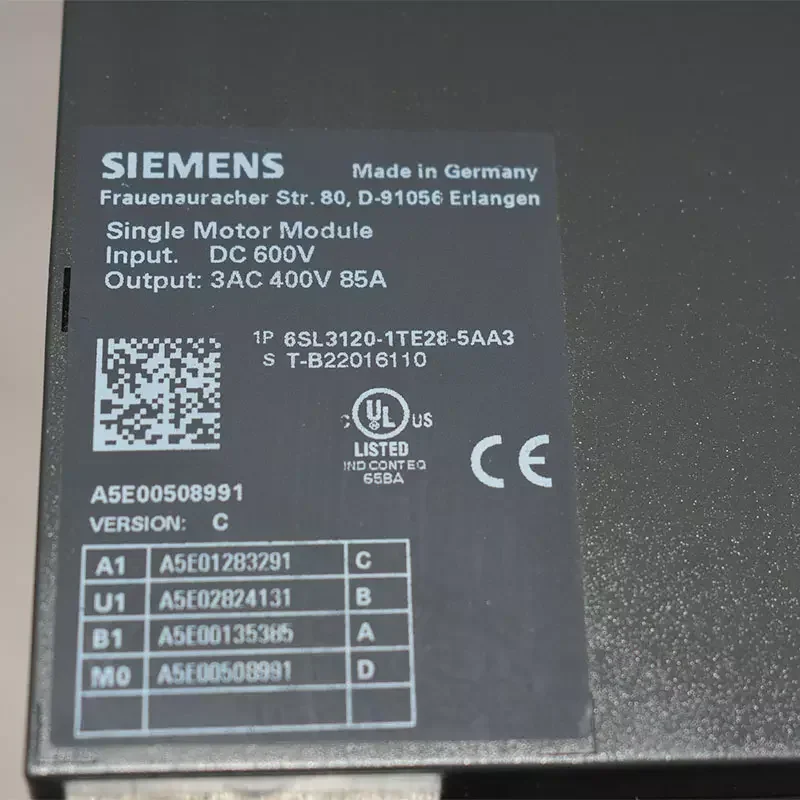 SIEMENS Made in Germany
Frauenauracher Str. 80, D-91056 Erlangen
Single Motor Module
Input. DC 600V
Output: 3AC 400V 85A
1P 6SL3120-1TE28-5AA3
S T-B22016110
C UL US
LISTED
IND CONT EQ
65BA
CE
A5E00508991
VERSION: C
A1 A5E01283291 C
U1 A5E02824131 B
B1 A5E00135385 A
M0 A5E00508991 D